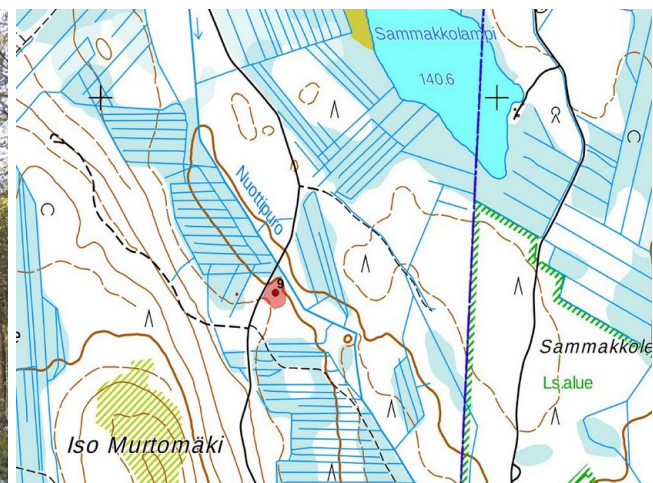 Sammakkolampi
140.6
Nuottipuro
9
Sammakkole
Ls.alue
Iso Murtomäki
e